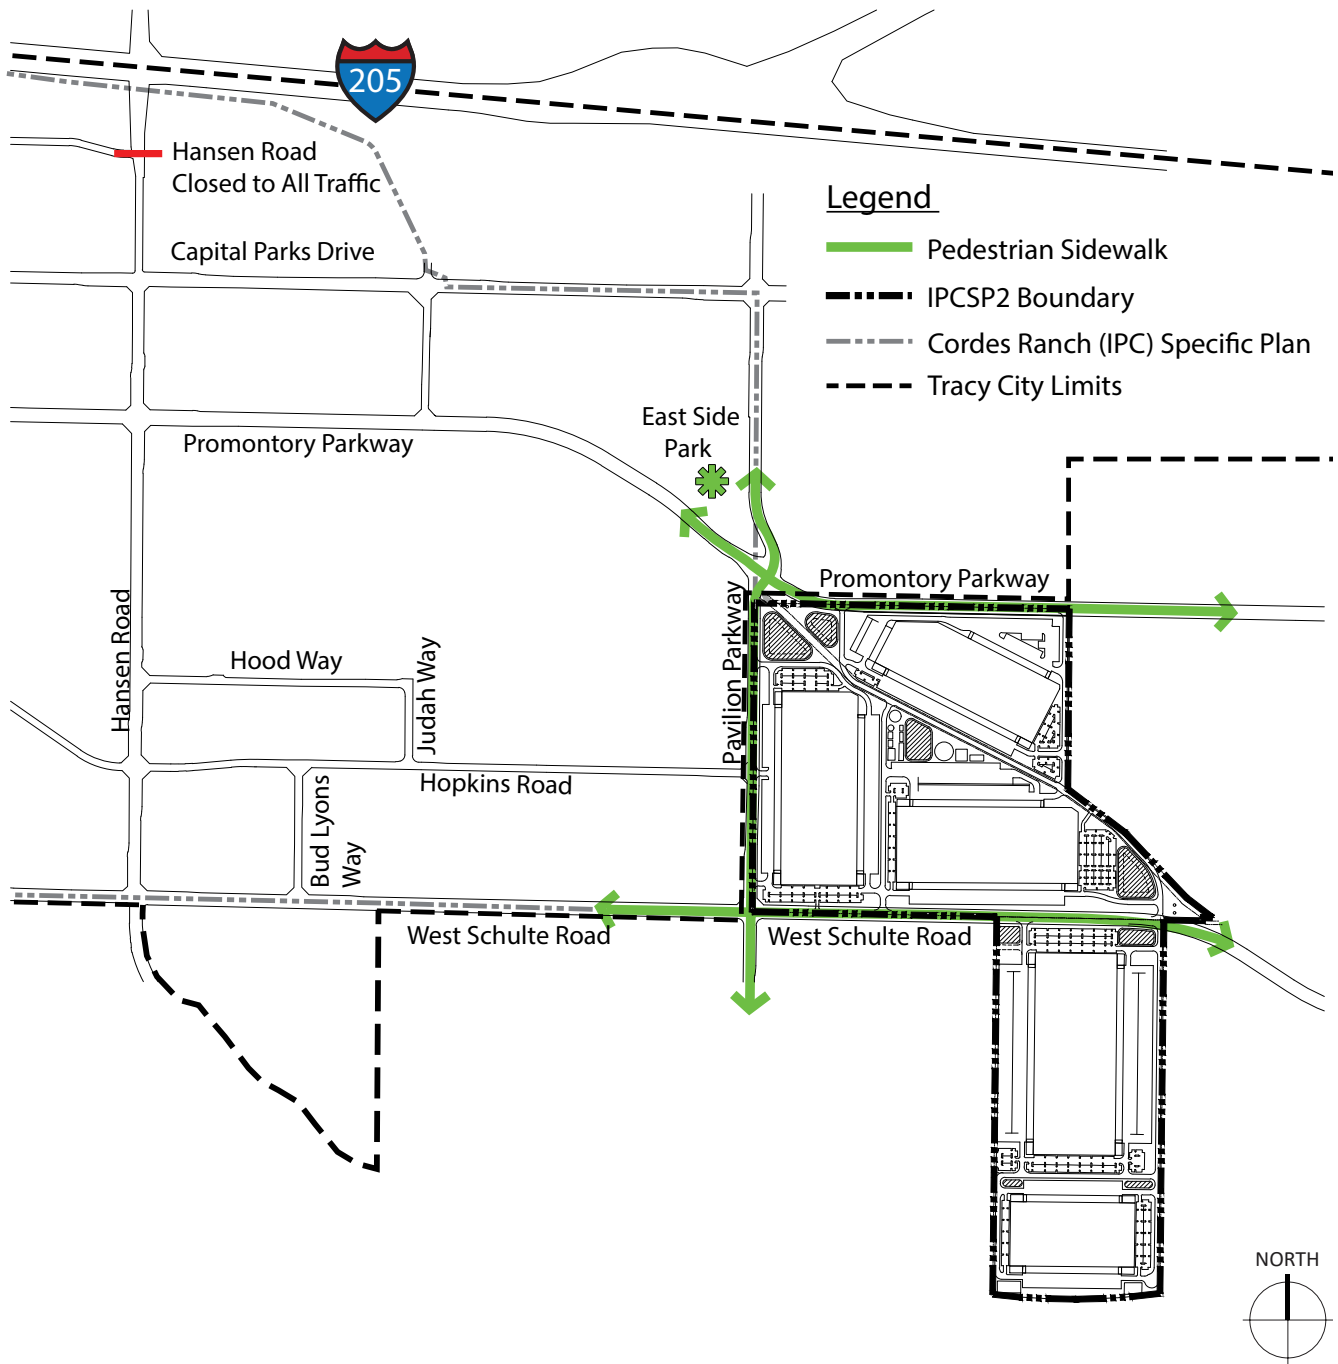 205
Hansen Road
Closed to All Traffic
Capital Parks Drive
Legend
Pedestrian Sidewalk
IPCSP2 Boundary
Cordes Ranch (IPC) Specific Plan
Tracy City Limits
East Side
Park
Promontory Parkway
Promontory Parkway
Hansen Road
Hood Way
Judah Way
Pavilion Parkway
Hopkins Road
Bud Lyons
Way
West Schulte Road
West Schulte Road
NORTH